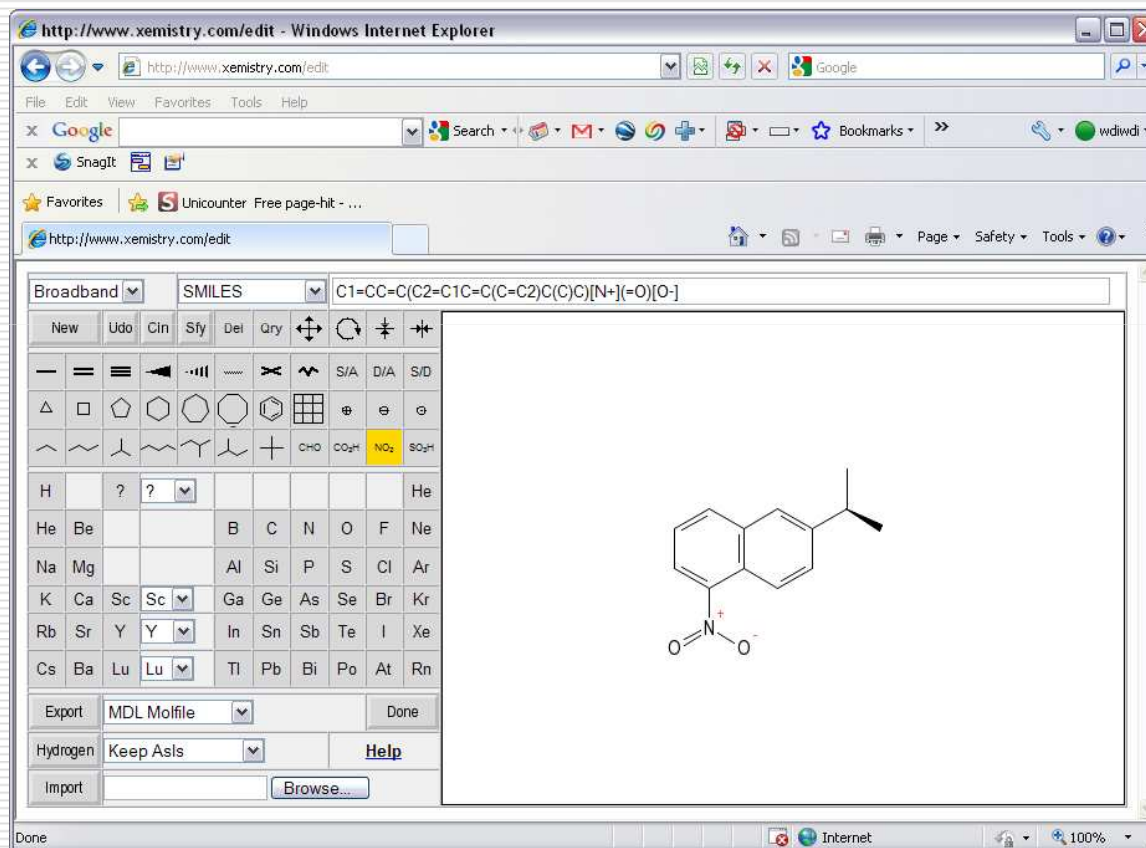 http://www.xemistry.com/edit - Windows Internet Explorer
http://www.xemistry.com/edit
Google
File Edit View Favorites Tools Help
x Google Search Bookmarks » wdiwdi
x SnagIt
Favorites Unicounter Free page-hit - ...
http://www.xemistry.com/edit Page Safety Tools
Broadband SMILES C1=CC=C(C2=C1C=C(C=C2)C(C)C)[N+](=O)[O-]
New Udo Cln Sfy Del Qry
S/A D/A S/D
CHO CO₂H NO₂ SO₃H
H ? ? He
He Be B C N O F Ne
Na Mg Al Si P S Cl Ar
K Ca Sc Sc Ga Ge As Se Br Kr
Rb Sr Y Y In Sn Sb Te I Xe
Cs Ba Lu Lu Tl Pb Bi Po At Rn
Export MDL Molfile Done
Hydrogen Keep AsIs Help
Import Browse...
N +
O O -
Done Internet 100%